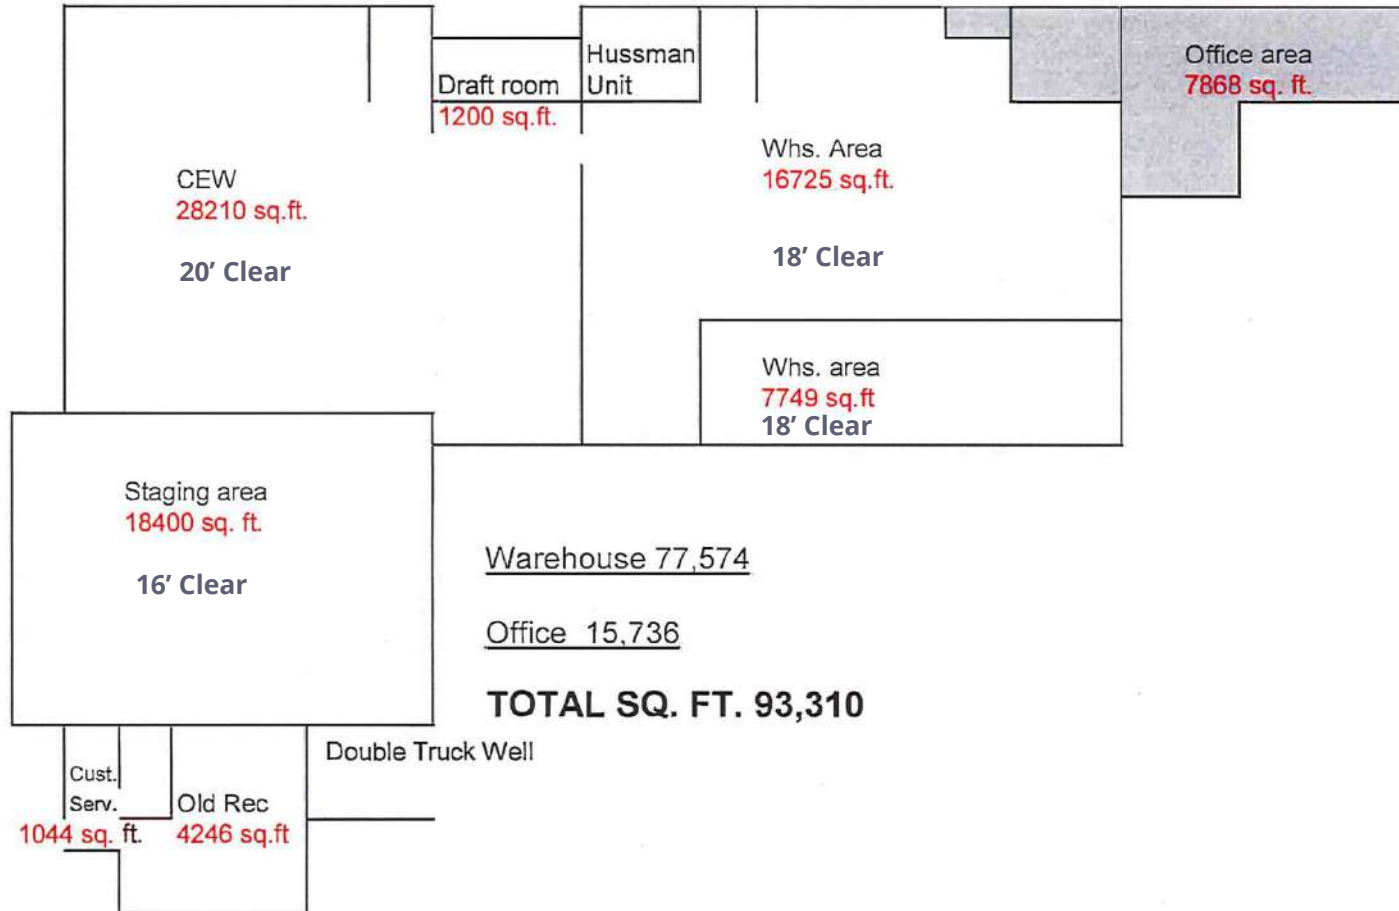 Draft room
1200 sq.ft.
Hussman
Unit
Office area
7868 sq. ft.
CEW
28210 sq.ft.
20’ Clear
Whs. Area
16725 sq.ft.
18’ Clear
Whs. area
7749 sq.ft
18’ Clear
Staging area
18400 sq. ft.
16’ Clear
Warehouse 77,574
Office 15,736
TOTAL SQ. FT. 93,310
Double Truck Well
Cust.
Serv.
1044 sq. ft.
Old Rec
4246 sq.ft